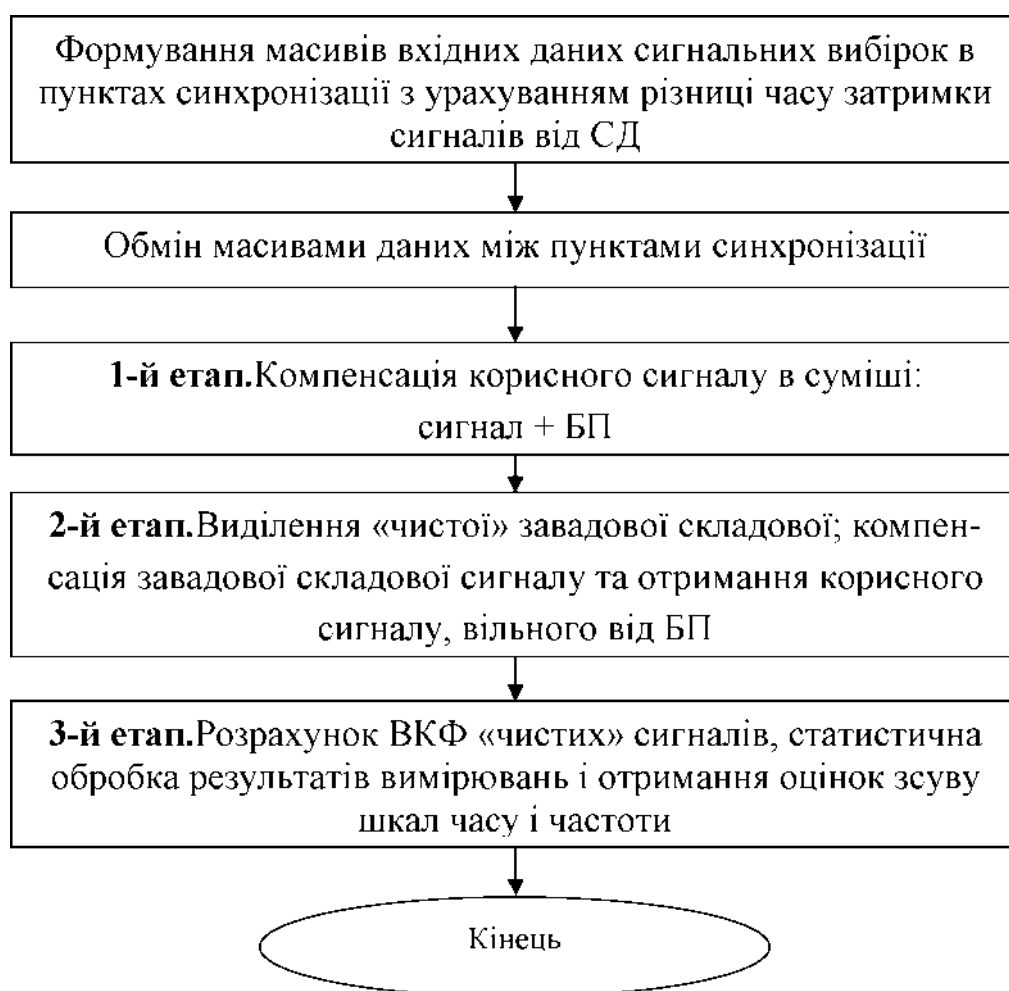 Формування масивів вхідних даних сигнальних вибірок в
пунктах синхронізації з урахуванням різниці часу затримки
сигналів від СД
Обмін масивами даних між пунктами синхронізації
1-й етап.Компенсація корисного сигналу в суміші:
сигнал + БП
2-й етап.Виділення «чистої» завадової складової; компен-
сація завадової складової сигналу та отримання корисного
сигналу, вільного від БП
3-й етап.Розрахунок ВКФ «чистих» сигналів, статистична
обробка результатів вимірювань і отримання оцінок зсуву
шкал часу і частоти
Кінець